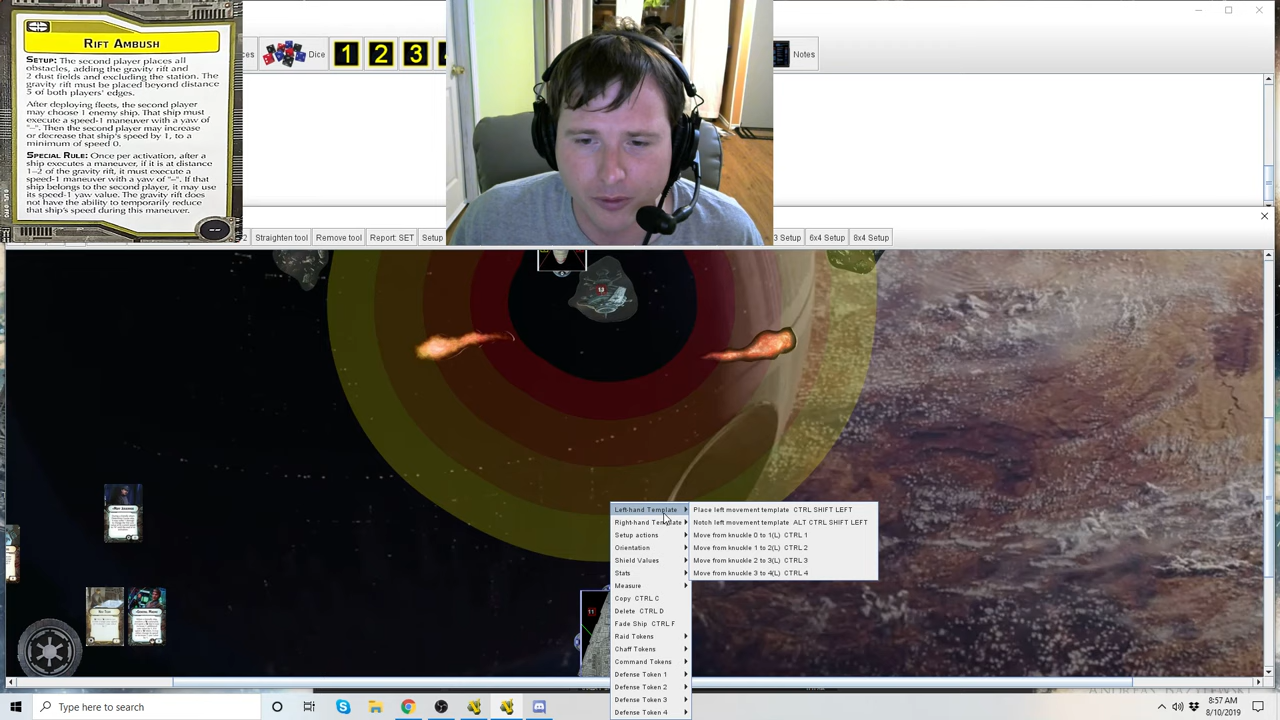 RIFT AMBUSH
SETUP: The second player places all
obstacles, adding the gravity rift and
2 dust fields and excluding the station. The
gravity rift must be placed beyond distance
5 of both players' edges.
After deploying fleets, the second player
may choose 1 enemy ship. That ship must
execute a speed-1 maneuver with a yaw of
"–". Then the second player may increase
or decrease that ship's speed by 1, to a
minimum of speed 0.
SPECIAL RULE: Once per activation, after a
ship executes a maneuver, if it is at distance
1–2 of the gravity rift, it must execute a
speed-1 maneuver with a yaw of "–". If that
ship belongs to the second player, it may use
its speed-1 yaw value. The gravity rift does
not have the ability to temporarily reduce
that ship's speed during this maneuver.
--
Dice
1
2
3
Notes
Straighten tool
Remove tool
Report: SET
Setup
3 Setup
6x4 Setup
8x4 Setup
13
11
Left-hand Template
Right-hand Template
Setup actions
Orientation
Shield Values
Stats
Measure
Copy CTRL C
Delete CTRL D
Fade Ship CTRL F
Raid Tokens
Chaff Tokens
Command Tokens
Defense Token 1
Defense Token 2
Defense Token 3
Defense Token 4
Place left movement template CTRL SHIFT LEFT
Notch left movement template ALT CTRL SHIFT LEFT
Move from knuckle 0 to 1(L) CTRL 1
Move from knuckle 1 to 2(L) CTRL 2
Move from knuckle 2 to 3(L) CTRL 3
Move from knuckle 3 to 4(L) CTRL 4
Type here to search
8:57 AM
8/10/2019